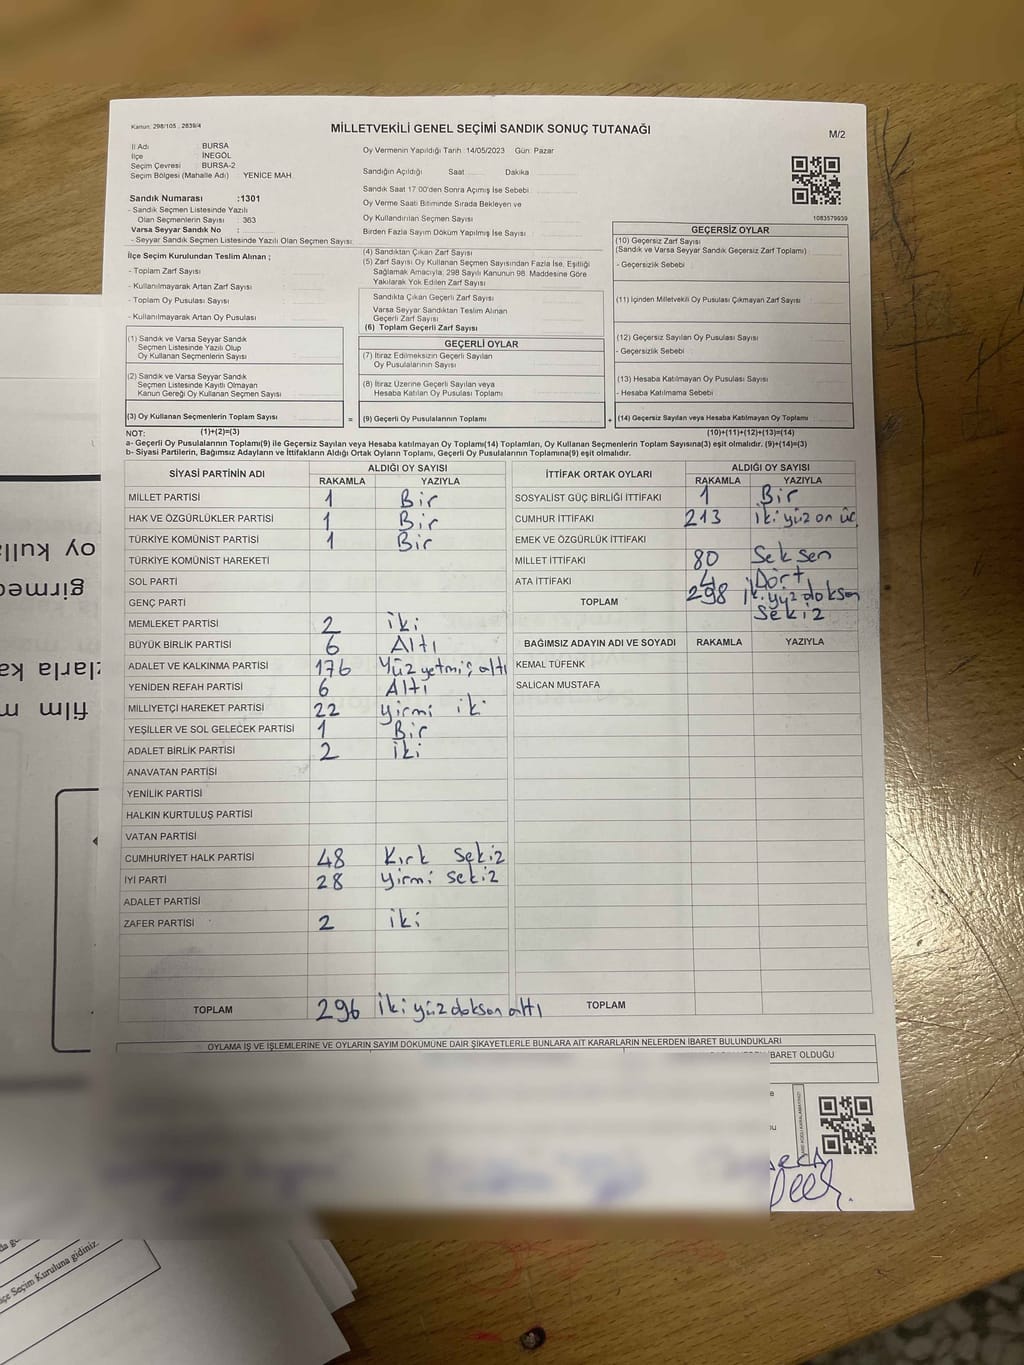 Kanun: 298/105 , 2839/4
MİLLETVEKİLİ GENEL SEÇİMİ SANDIK SONUÇ TUTANAĞI
M/2
İl Adı BURSA
İlçe İNEGÖL
Seçim Çevresi BURSA-2
Seçim Bölgesi (Mahalle Adı) YENİCE MAH.
Oy Vermenin Yapıldığı Tarih :14/05/2023 Gün: Pazar
Sandığın Açıldığı Saat Dakika
Sandık Saat 17.00'den Sonra Açımış İse Sebebi
Oy Verme Saati Bitiminde Sırada Bekleyen ve
Oy Kullandırılan Seçmen Sayısı
Birden Fazla Sayım Döküm Yapılmış İse Sayısı
Sandık Numarası :1301
- Sandık Seçmen Listesinde Yazılı
Olan Seçmenlerin Sayısı : 363
Varsa Seyyar Sandık No :
- Seyyar Sandık Seçmen Listesinde Yazılı Olan Seçmen Sayısı:
1083579939
İlçe Seçim Kurulundan Teslim Alınan ;
- Toplam Zarf Sayısı
- Kullanılmayarak Artan Zarf Sayısı
- Toplam Oy Pusulası Sayısı
- Kullanılmayarak Artan Oy Pusulası
(4) Sandıktan Çıkan Zarf Sayısı
(5) Zarf Sayısı Oy Kullanan Seçmen Sayısından Fazla İse, Eşitliği
Sağlamak Amacıyla; 298 Sayılı Kanunun 98. Maddesine Göre
Yakılarak Yok Edilen Zarf Sayısı
Sandıkta Çıkan Geçerli Zarf Sayısı
Varsa Seyyar Sandıktan Teslim Alınan
Geçerli Zarf Sayısı
(6) Toplam Geçerli Zarf Sayısı
GEÇERSİZ OYLAR
(10) Geçersiz Zarf Sayısı
(Sandık ve Varsa Seyyar Sandık Geçersiz Zarf Toplamı)
- Geçersizlik Sebebi
(11) İçinden Milletvekili Oy Pusulası Çıkmayan Zarf Sayısı
(12) Geçersiz Sayılan Oy Pusulası Sayısı
- Geçersizlik Sebebi
(13) Hesaba Katılmayan Oy Pusulası Sayısı
- Hesaba Katılmama Sebebi
(1) Sandık ve Varsa Seyyar Sandık
Seçmen Listesinde Yazılı Olup
Oy Kullanan Seçmenlerin Sayısı
(2) Sandık ve Varsa Seyyar Sandık
Seçmen Listesinde Kayıtlı Olmayan
Kanun Gereği Oy Kullanan Seçmen Sayısı
GEÇERLİ OYLAR
(7) İtiraz Edilmeksizin Geçerli Sayılan
Oy Pusulasının Sayısı
(8) İtiraz Üzerine Geçerli Sayılan veya
Hesaba Katılan Oy Pusulası Toplamı
(3) Oy Kullanan Seçmenlerin Toplam Sayısı = (9) Geçerli Oy Pusulalarının Toplamı + (14) Geçersiz Sayılan veya Hesaba Katılmayan Oy Toplamı
NOT: (1)+(2)=(3) (10)+(11)+(12)+(13)=(14)
a- Geçerli Oy Pusulalarının Toplamı(9) ile Geçersiz Sayılan veya Hesaba katılmayan Oy Toplamı(14) Toplamları, Oy Kullanan Seçmenlerin Toplam Sayısına(3) eşit olmalıdır. (9)+(14)=(3)
b- Siyasi Partilerin, Bağımsız Adayların ve İttifakların Aldığı Ortak Oyların Toplamı, Geçerli Oy Pusulalarının Toplamına(9) eşit olmalıdır.
SİYASİ PARTİNİN ADI ALDIĞI OY SAYISI
RAKAMLA YAZIYLA
MİLLET PARTİSİ 1 Bir
HAK VE ÖZGÜRLÜKLER PARTİSİ 1 Bir
TÜRKİYE KOMÜNİST PARTİSİ 1 Bir
TÜRKİYE KOMÜNİST HAREKETİ
SOL PARTİ
GENÇ PARTİ
MEMLEKET PARTİSİ 2 iki
BÜYÜK BİRLİK PARTİSİ 6 Altı
ADALET VE KALKINMA PARTİSİ 176 Yüz yetmiş altı
YENİDEN REFAH PARTİSİ 6 Altı
MİLLİYETÇİ HAREKET PARTİSİ 22 yirmi iki
YEŞİLLER VE SOL GELECEK PARTİSİ 1 Bir
ADALET BİRLİK PARTİSİ 2 iki
ANAVATAN PARTİSİ
YENİLİK PARTİSİ
HALKIN KURTULUŞ PARTİSİ
VATAN PARTİSİ
CUMHURİYET HALK PARTİSİ 48 Kırk Sekiz
İYİ PARTİ 28 yirmi sekiz
ADALET PARTİSİ
ZAFER PARTİSİ 2 iki
TOPLAM 296 iki yüz doksan altı
İTTİFAK ORTAK OYLARI ALDIĞI OY SAYISI
RAKAMLA YAZIYLA
SOSYALİST GÜÇ BİRLİĞİ İTTİFAKI 1 Bir
CUMHUR İTTİFAKI 213 iki yüz on üç
EMEK VE ÖZGÜRLÜK İTTİFAKI
MİLLET İTTİFAKI 80 Seksen
ATA İTTİFAKI 4 Dört
TOPLAM 298 iki yüz doksan
sekiz
BAĞIMSIZ ADAYIN ADI VE SOYADI RAKAMLA YAZIYLA
KEMAL TÜFENK
SALİCAN MUSTAFA
TOPLAM
OYLAMA İŞ VE İŞLEMLERİNE VE OYLARIN SAYIM DÖKÜMÜNE DAİR ŞİKAYETLERLE BUNLARA AİT KARARLARIN NELERDEN İBARET BULUNDUKLARI
BARET OLDUĞU
oy kulla
girmed
zlarla ka
film m
çe Seçim Kuruluna gidiniz.